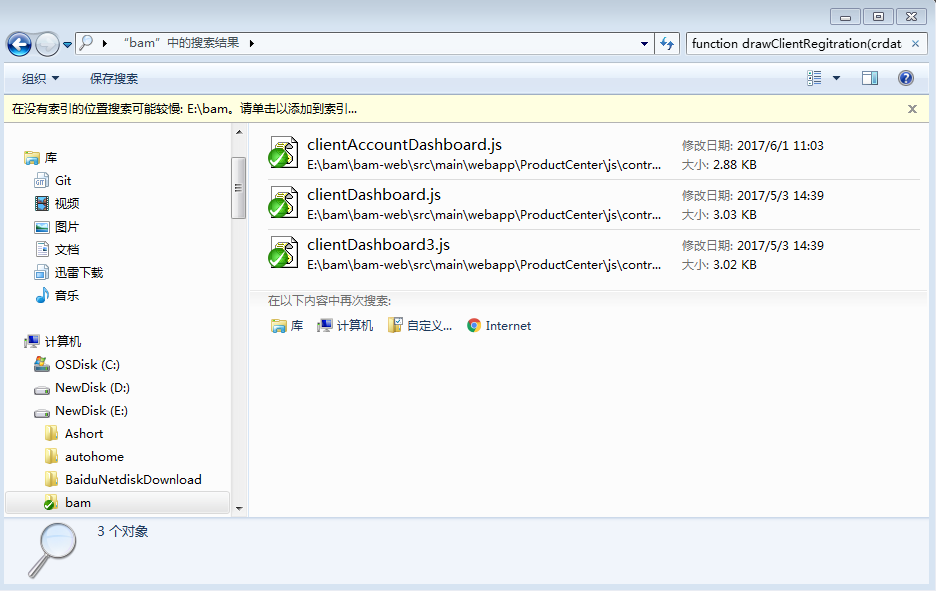 “bam” 中的搜索结果
function drawClientRegitration(crdat
组织
保存搜索
在没有索引的位置搜索可能较慢: E:\bam。请单击以添加到索引...
库
Git
视频
图片
文档
迅雷下载
音乐
计算机
OSDisk (C:)
NewDisk (D:)
NewDisk (E:)
Ashort
autohome
BaiduNetdiskDownload
bam
clientAccountDashboard.js
修改日期: 2017/6/1 11:03
E:\bam\bam-web\src\main\webapp\ProductCenter\js\contr...
大小: 2.88 KB
clientDashboard.js
修改日期: 2017/5/3 14:39
E:\bam\bam-web\src\main\webapp\ProductCenter\js\contr...
大小: 3.03 KB
clientDashboard3.js
修改日期: 2017/5/3 14:39
E:\bam\bam-web\src\main\webapp\ProductCenter\js\contr...
大小: 3.02 KB
在以下内容中再次搜索:
库 计算机 自定义... Internet
3 个对象